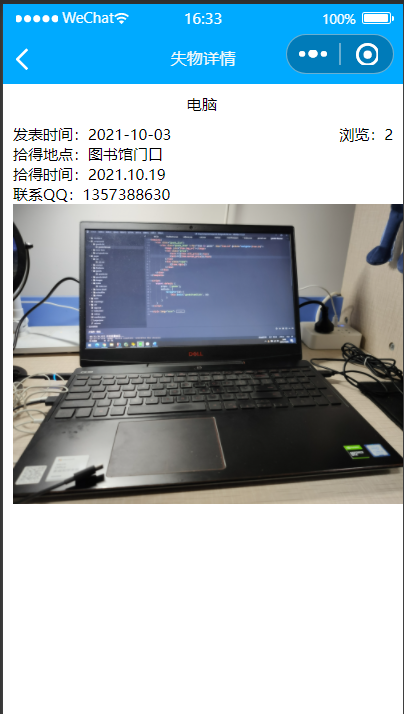 WeChat 16:33 100%
失物详情
电脑
发表时间：2021-10-03 浏览：2
拾得地点：图书馆门口
拾得时间：2021.10.19
联系QQ：1357388630
DELL